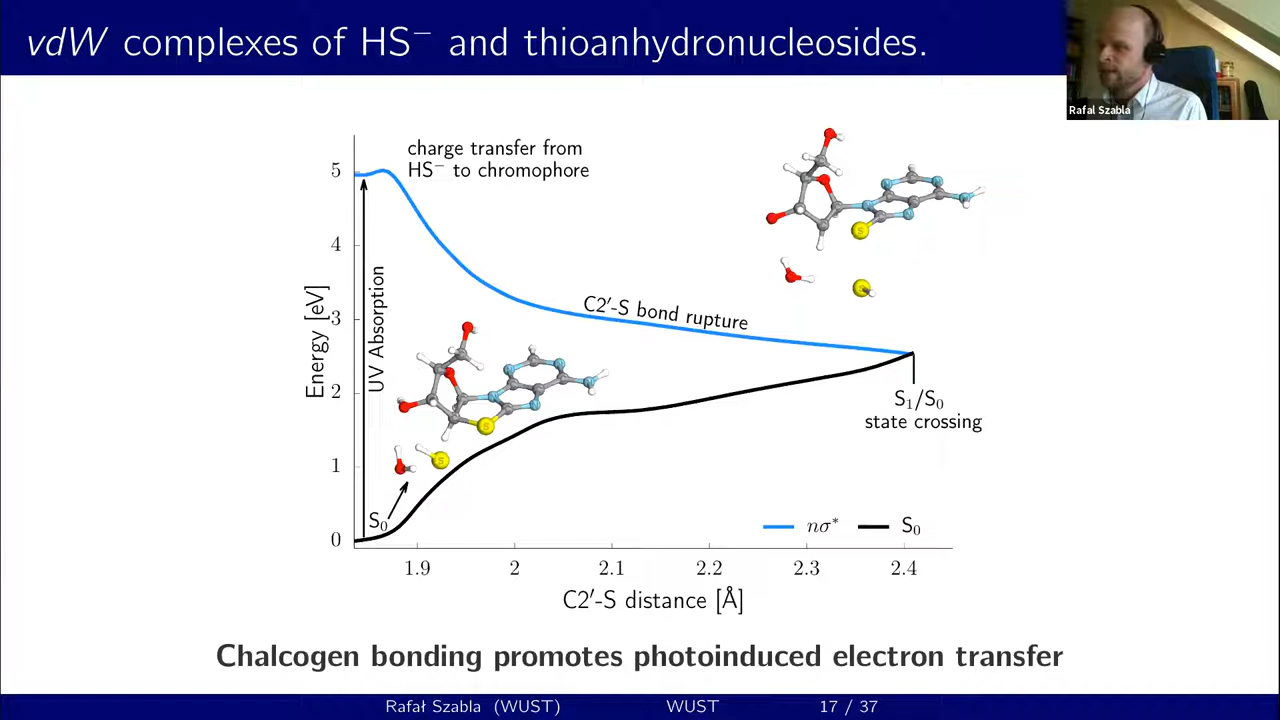 vdW complexes of HS⁻ and thioanhydronucleosides.
Rafal Szabla
charge transfer from
HS⁻ to chromophore
5
4
3
2
1
0
Energy [eV]
UV Absorption
C2′-S bond rupture
S
S
S
S
S₁/S₀
state crossing
S₀
nσ* S₀
1.9 2 2.1 2.2 2.3 2.4
C2′-S distance [Å]
Chalcogen bonding promotes photoinduced electron transfer
Rafał Szabla (WUST) WUST 17 / 37